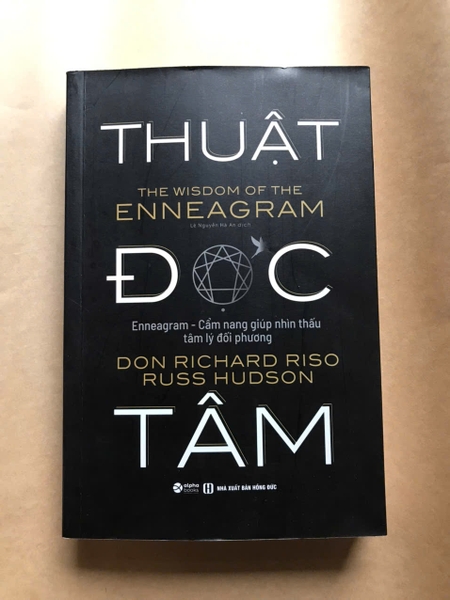 THUẬT
THE WISDOM OF THE
ENNEAGRAM
Lê Nguyễn Hà An dịch
ĐỌC
Enneagram - Cẩm nang giúp nhìn thấu
tâm lý đối phương
DON RICHARD RISO
RUSS HUDSON
TÂM
alpha books
NHÀ XUẤT BẢN HỒNG ĐỨC